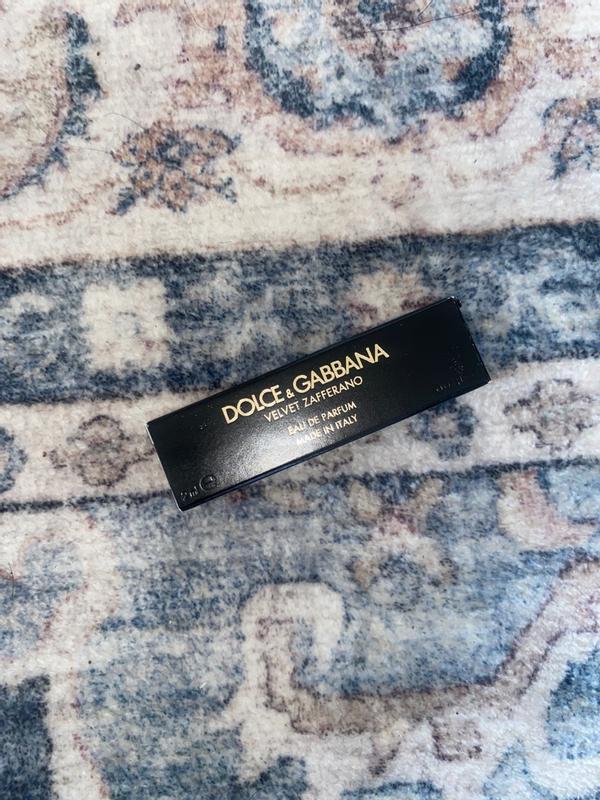 DOLCE & GABBANA
VELVET ZAFFERANO
EAU DE PARFUM
MADE IN ITALY